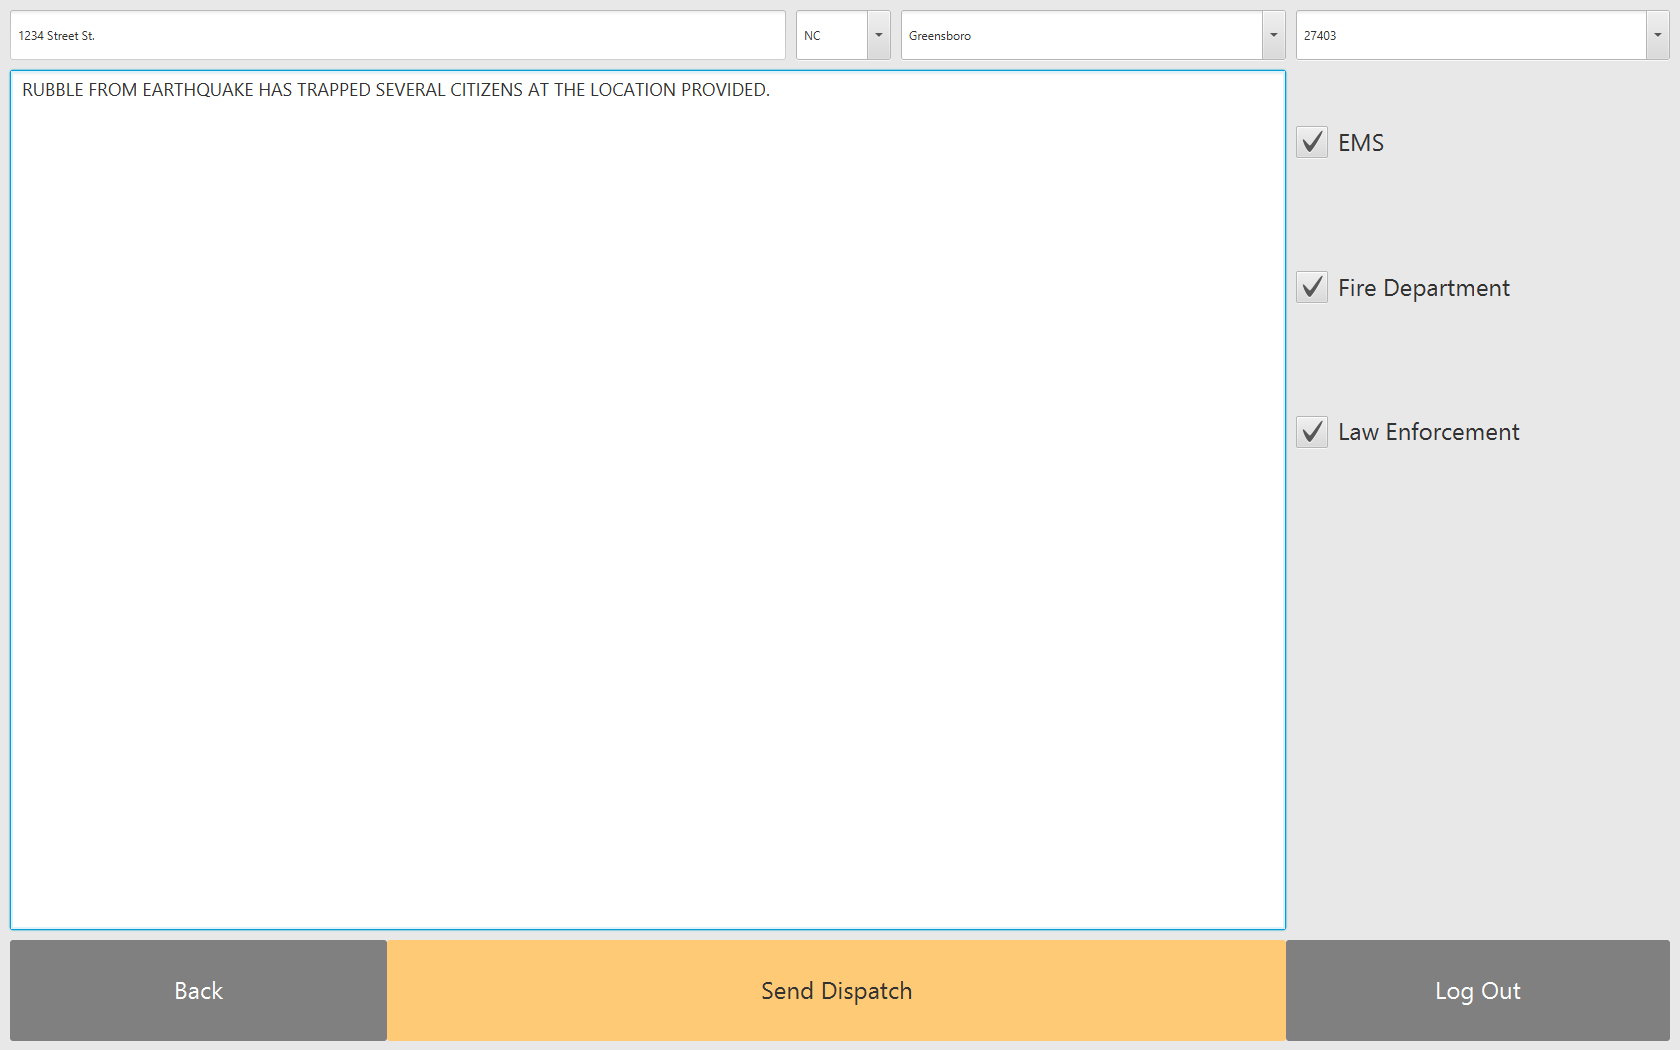 1234 Street St.
NC
Greensboro
27403
RUBBLE FROM EARTHQUAKE HAS TRAPPED SEVERAL CITIZENS AT THE LOCATION PROVIDED.
EMS
Fire Department
Law Enforcement
Back
Send Dispatch
Log Out